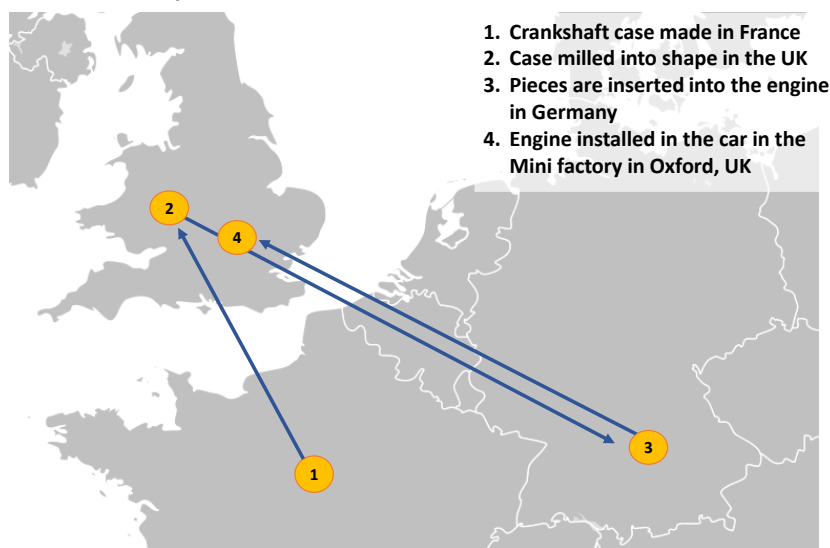 1. Crankshaft case made in France
2. Case milled into shape in the UK
3. Pieces are inserted into the engine
in Germany
4. Engine installed in the car in the
Mini factory in Oxford, UK
2
4
3
1